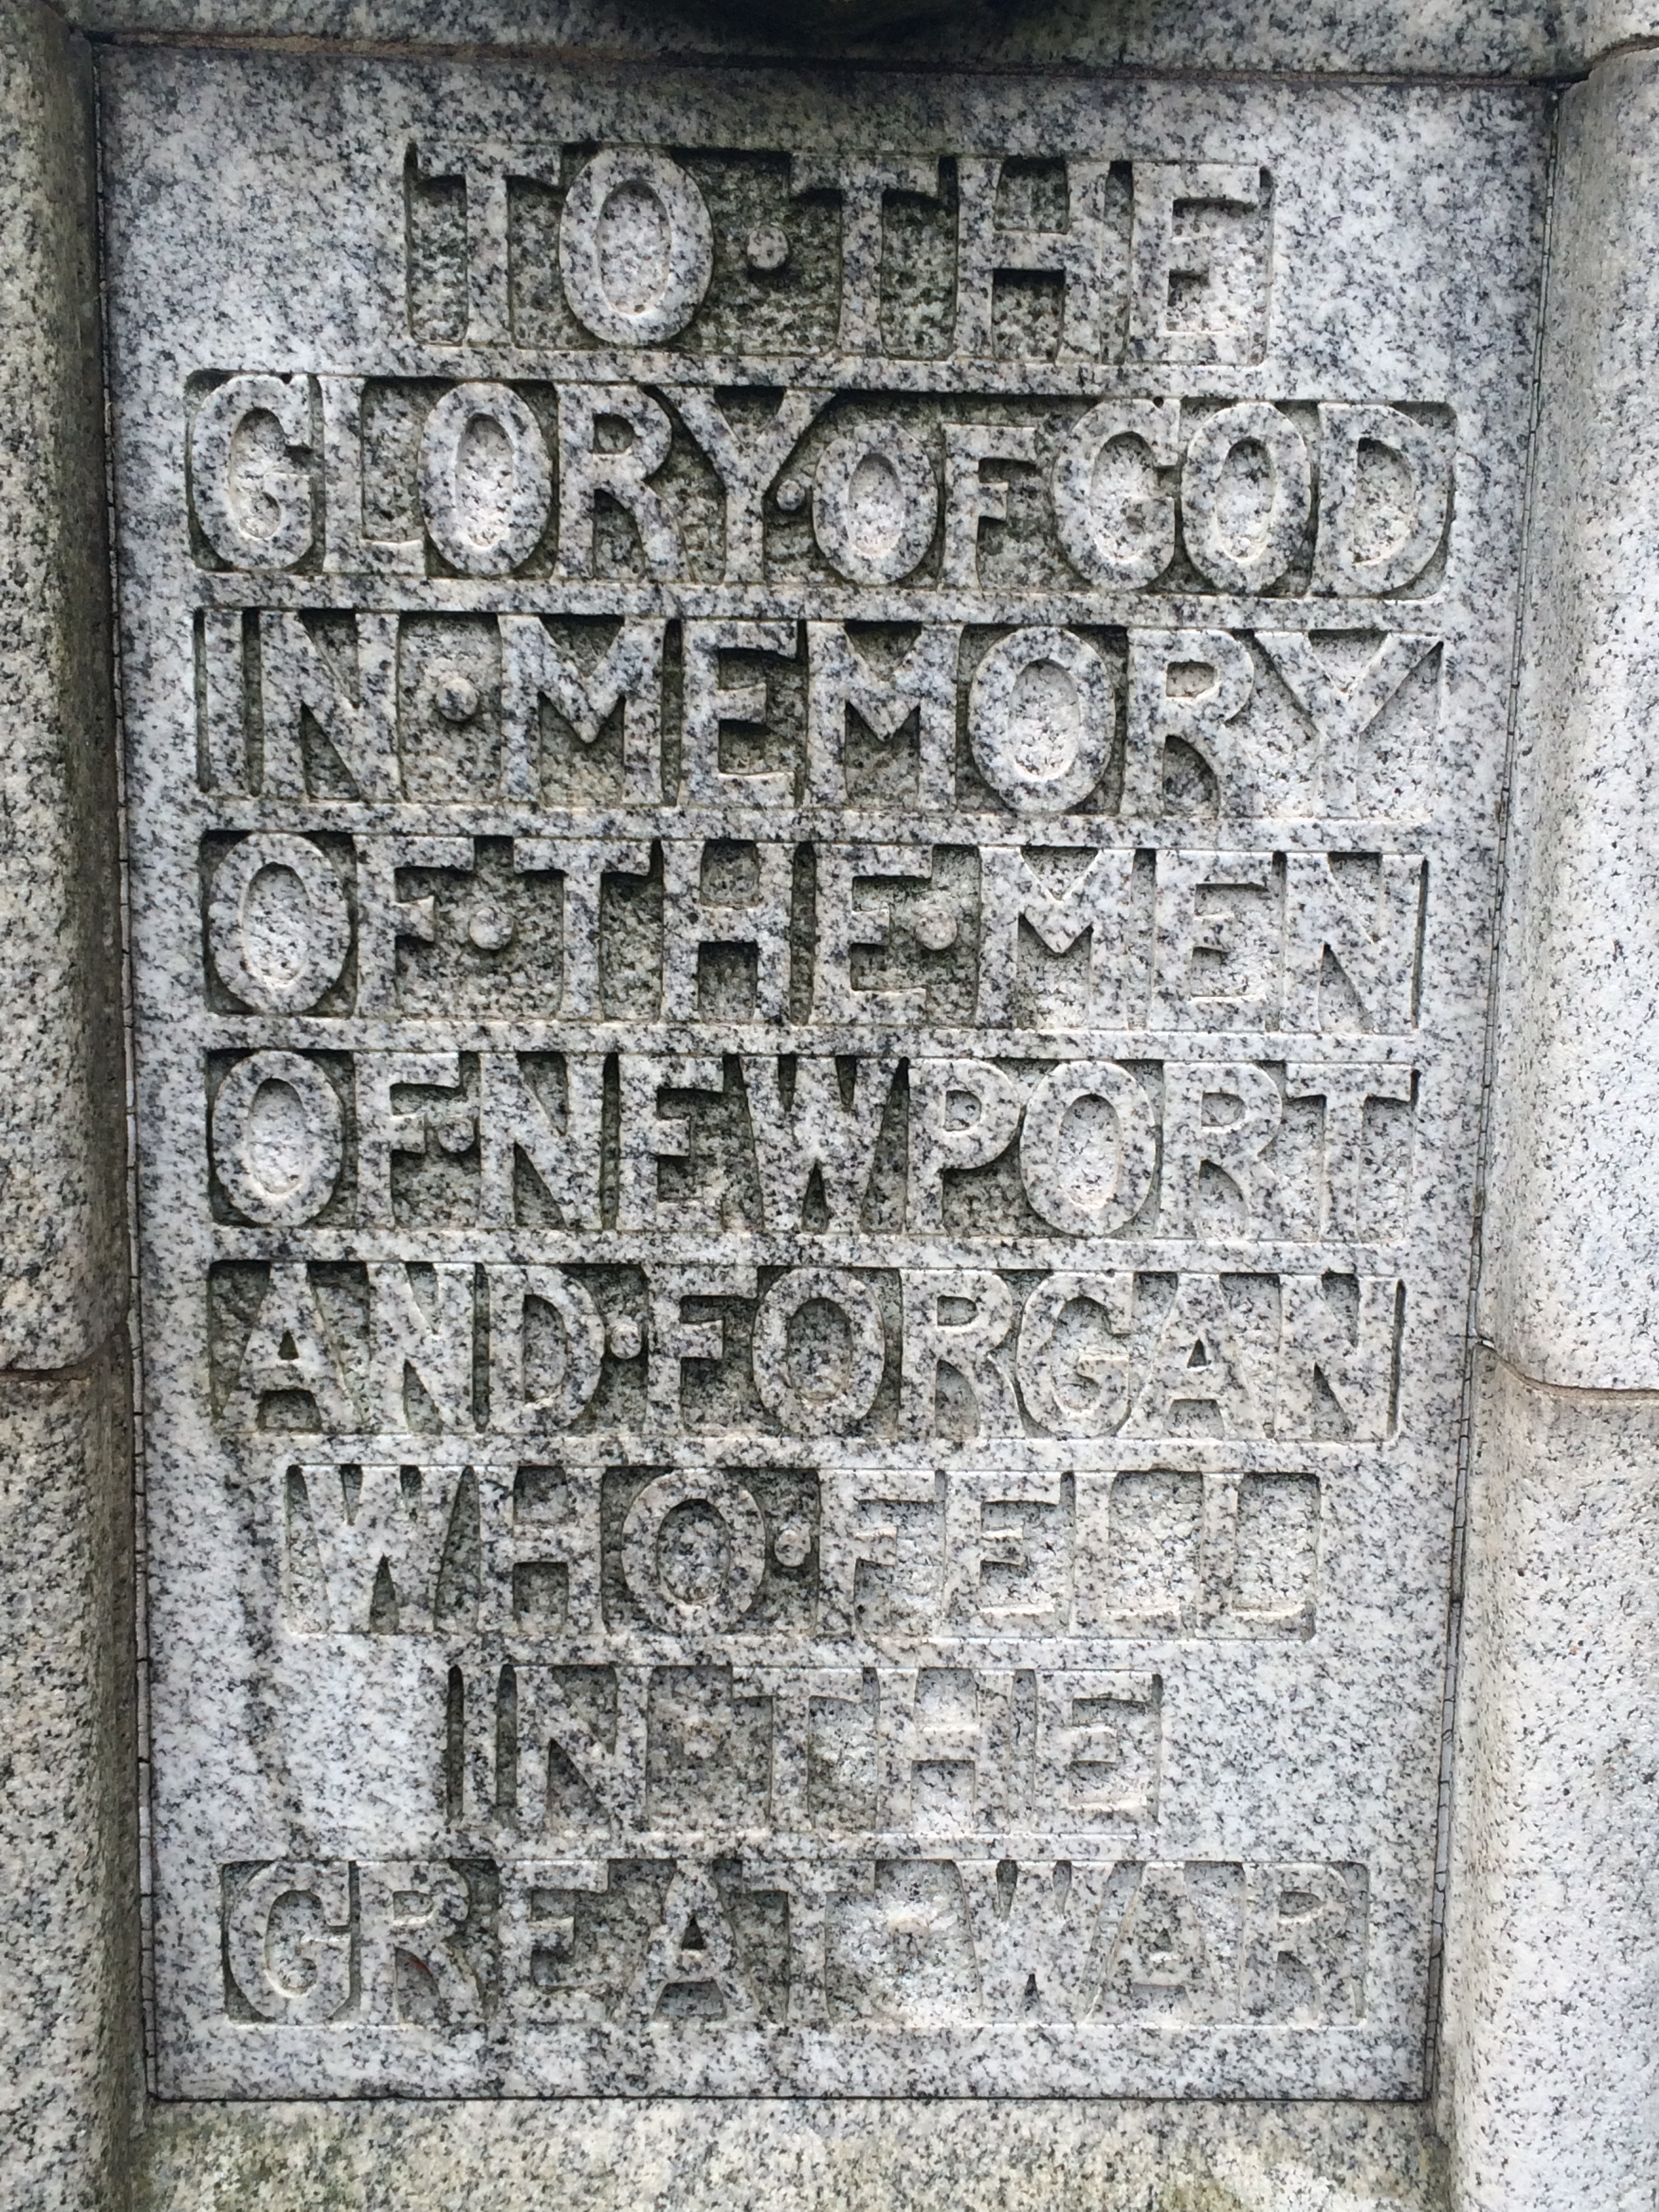 TO·THE
GLORY·OF GOD
IN·MEMORY
OF·THE·MEN
OF·NEWPORT
AND·FORGAN
WHO·FELL
IN·THE
GREAT·WAR